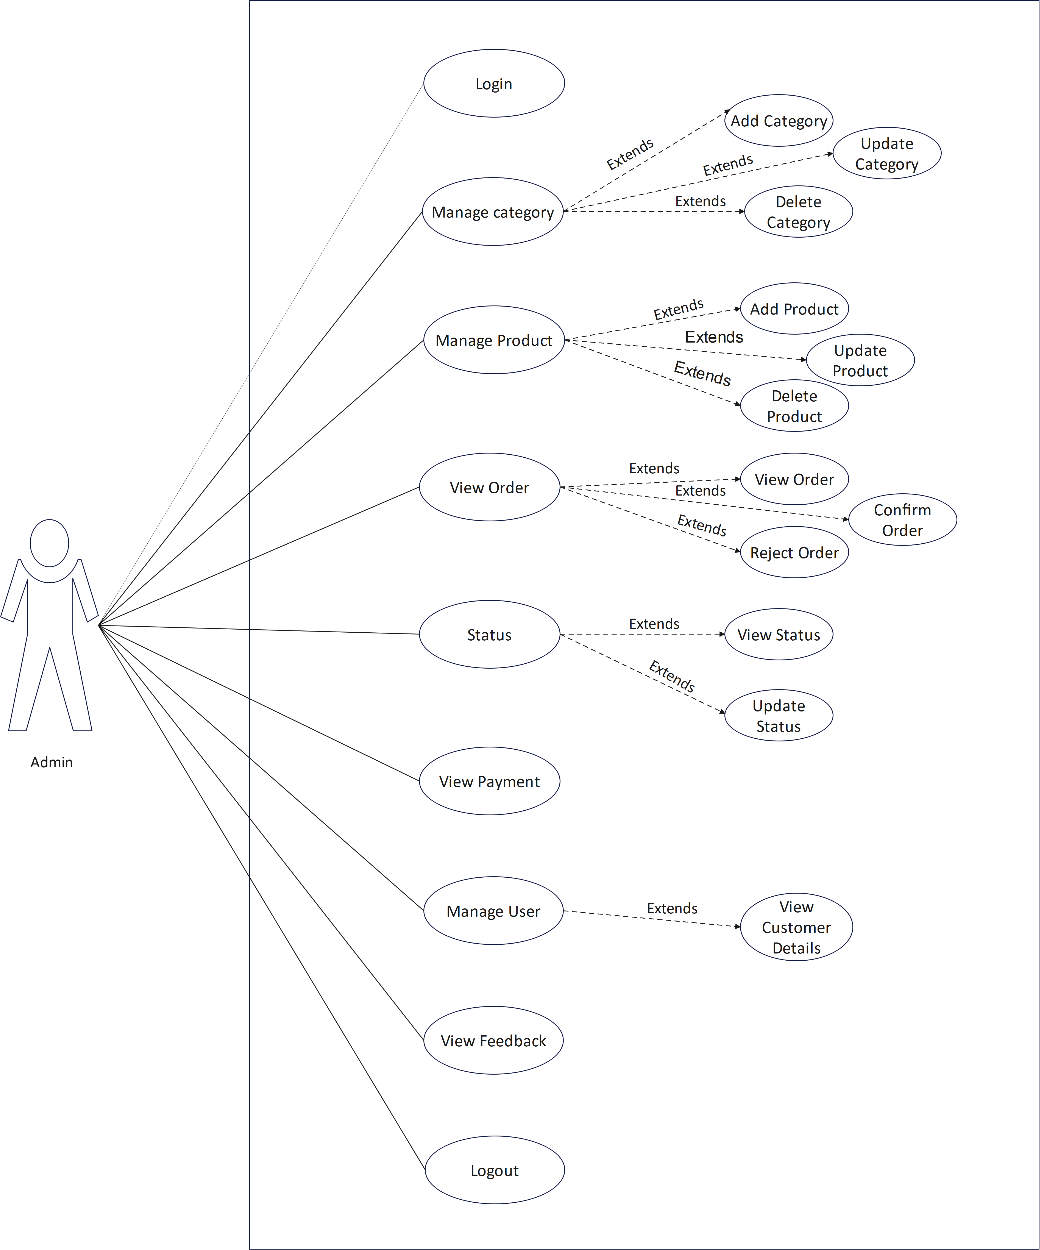 Login
Extends
Add Category
Update
Category
Extends
Manage category
Extends
Delete
Category
Extends
Add Product
Manage Product
Extends
Update
Product
Extends
Delete
Product
Extends
View Order
View Order
Extends
Confirm
Order
Extends
Reject Order
Status
Extends
View Status
Extends
Update
Status
Admin
View Payment
Manage User
Extends
View
Customer
Details
View Feedback
Logout